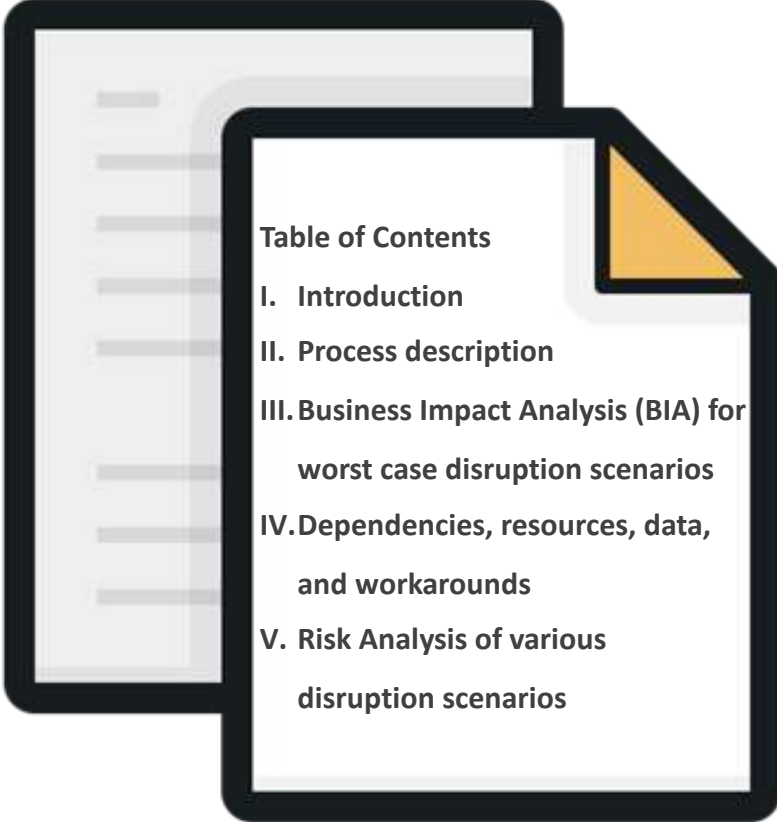 Table of Contents
I. Introduction
II. Process description
III. Business Impact Analysis (BIA) for
worst case disruption scenarios
IV. Dependencies, resources, data,
and workarounds
V. Risk Analysis of various
disruption scenarios